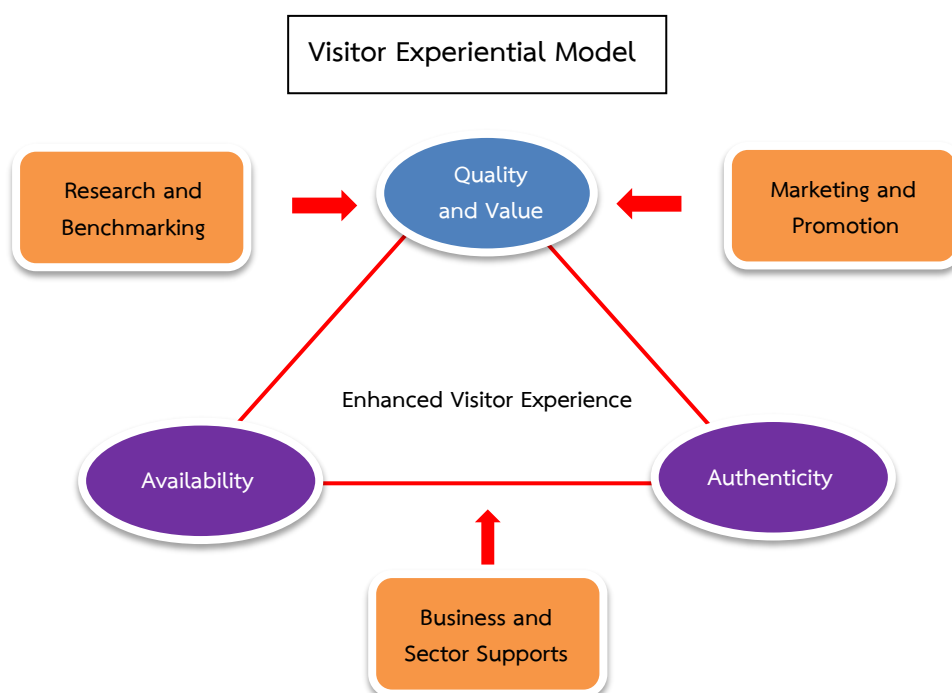 Visitor Experiential Model
Quality
and Value
Research and
Benchmarking
Marketing and
Promotion
Enhanced Visitor Experience
Availability
Authenticity
Business and
Sector Supports